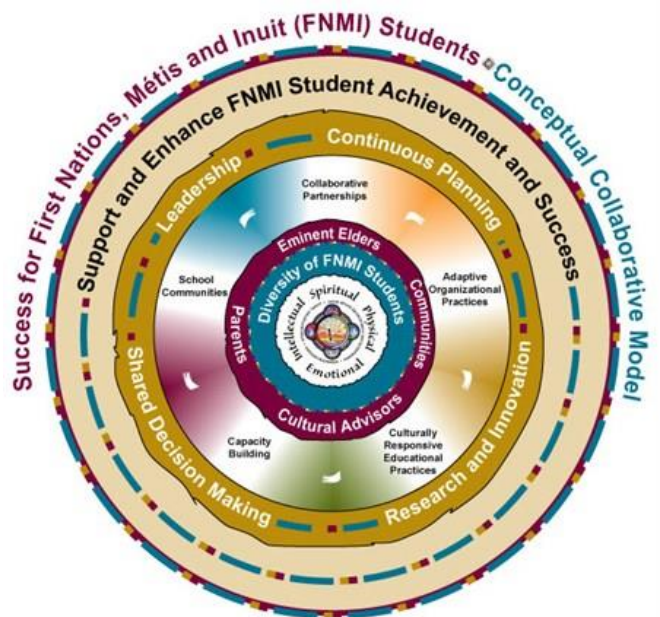 Success for First Nations, Métis and Inuit (FNMI) Students
Conceptual Collaborative Model
Support and Enhance FNMI Student Achievement and Success
Leadership
Continuous Planning
Research and Innovation
Shared Decision Making
Collaborative
Partnerships
Adaptive
Organizational
Practices
Culturally
Responsive
Educational
Practices
Capacity
Building
School
Communities
Eminent Elders
Communities
Cultural Advisors
Parents
Diversity of FNMI Students
Spiritual
Physical
Emotional
Intellectual